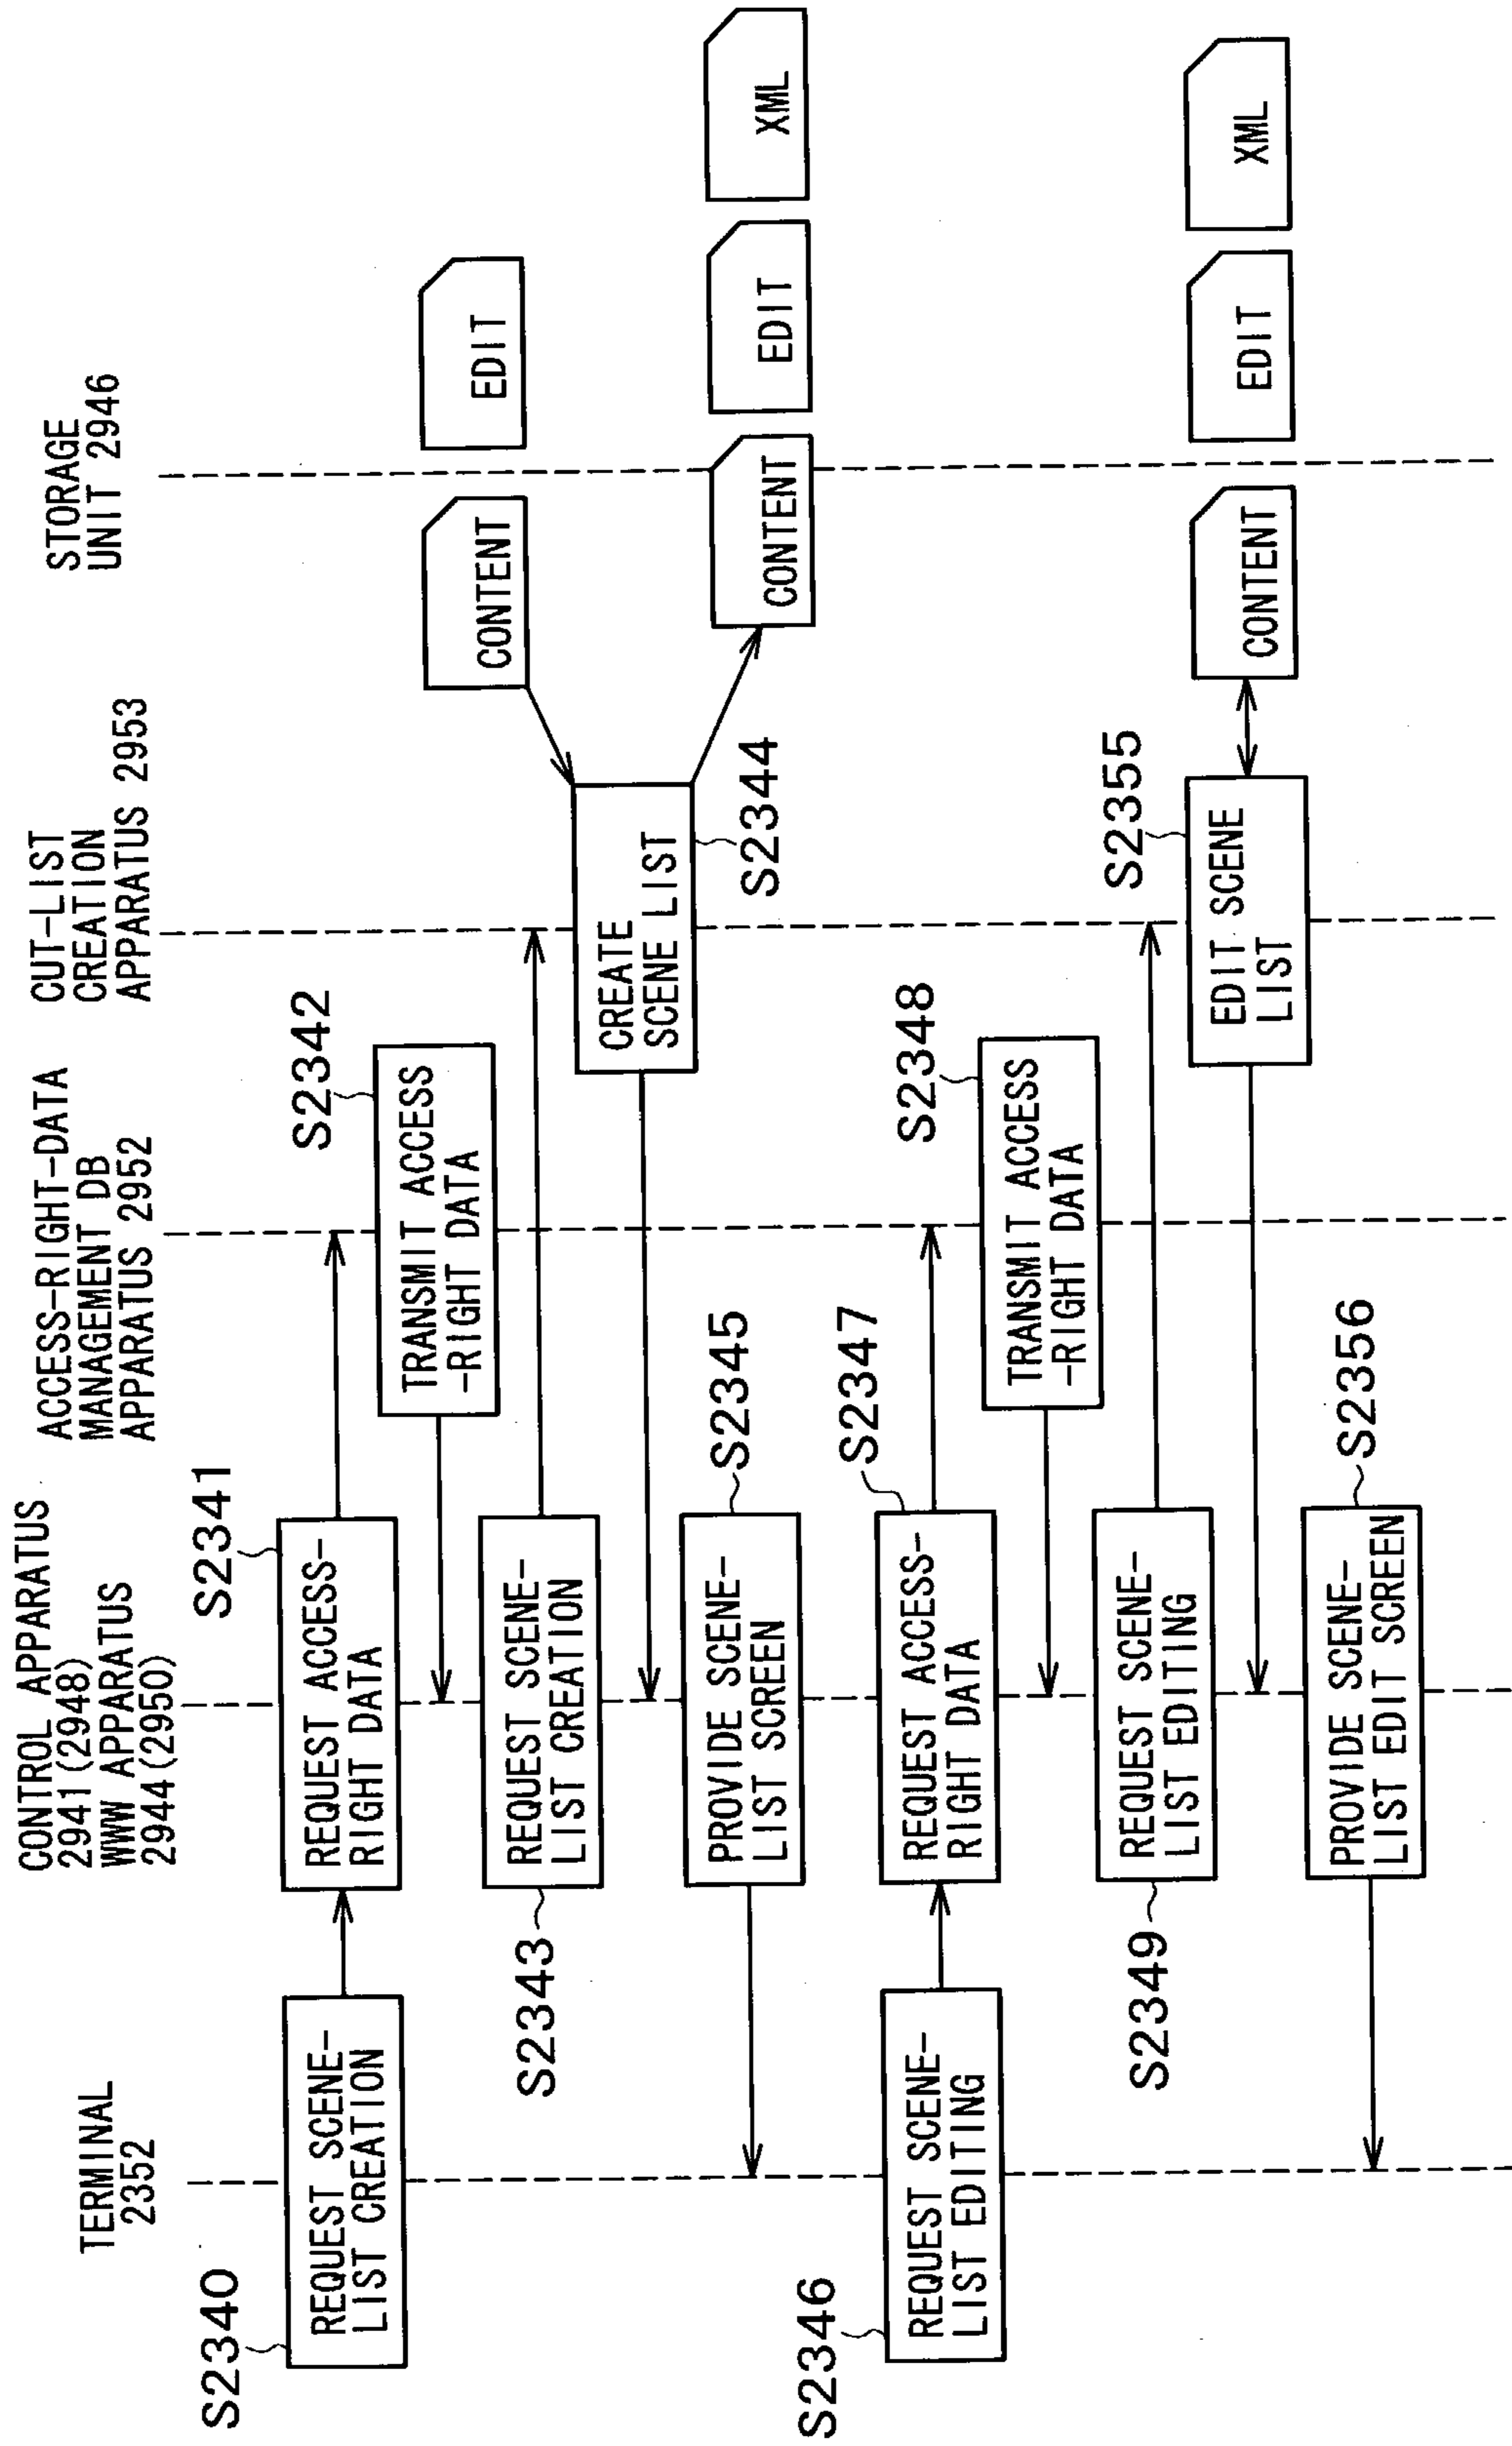 TERMINAL
2352
CONTROL APPARATUS
2941(2948)
WWW APPARATUS
2944(2950)
ACCESS-RIGHT-DATA
MANAGEMENT DB
APPARATUS 2952
CUT-LIST
CREATION
APPARATUS 2953
STORAGE
UNIT 2946
S2340
REQUEST SCENE-
LIST CREATION
S2341
REQUEST ACCESS-
RIGHT DATA
S2342
TRANSMIT ACCESS
-RIGHT DATA
CONTENT
EDIT
S2343
REQUEST SCENE-
LIST CREATION
CREATE
SCENE LIST
S2344
CONTENT
EDIT
XML
S2345
PROVIDE SCENE-
LIST SCREEN
S2346
REQUEST SCENE-
LIST EDITING
S2347
REQUEST ACCESS-
RIGHT DATA
S2348
TRANSMIT ACCESS
-RIGHT DATA
S2349
REQUEST SCENE-
LIST EDITING
S2355
EDIT SCENE
LIST
CONTENT
EDIT
XML
S2356
PROVIDE SCENE-
LIST EDIT SCREEN